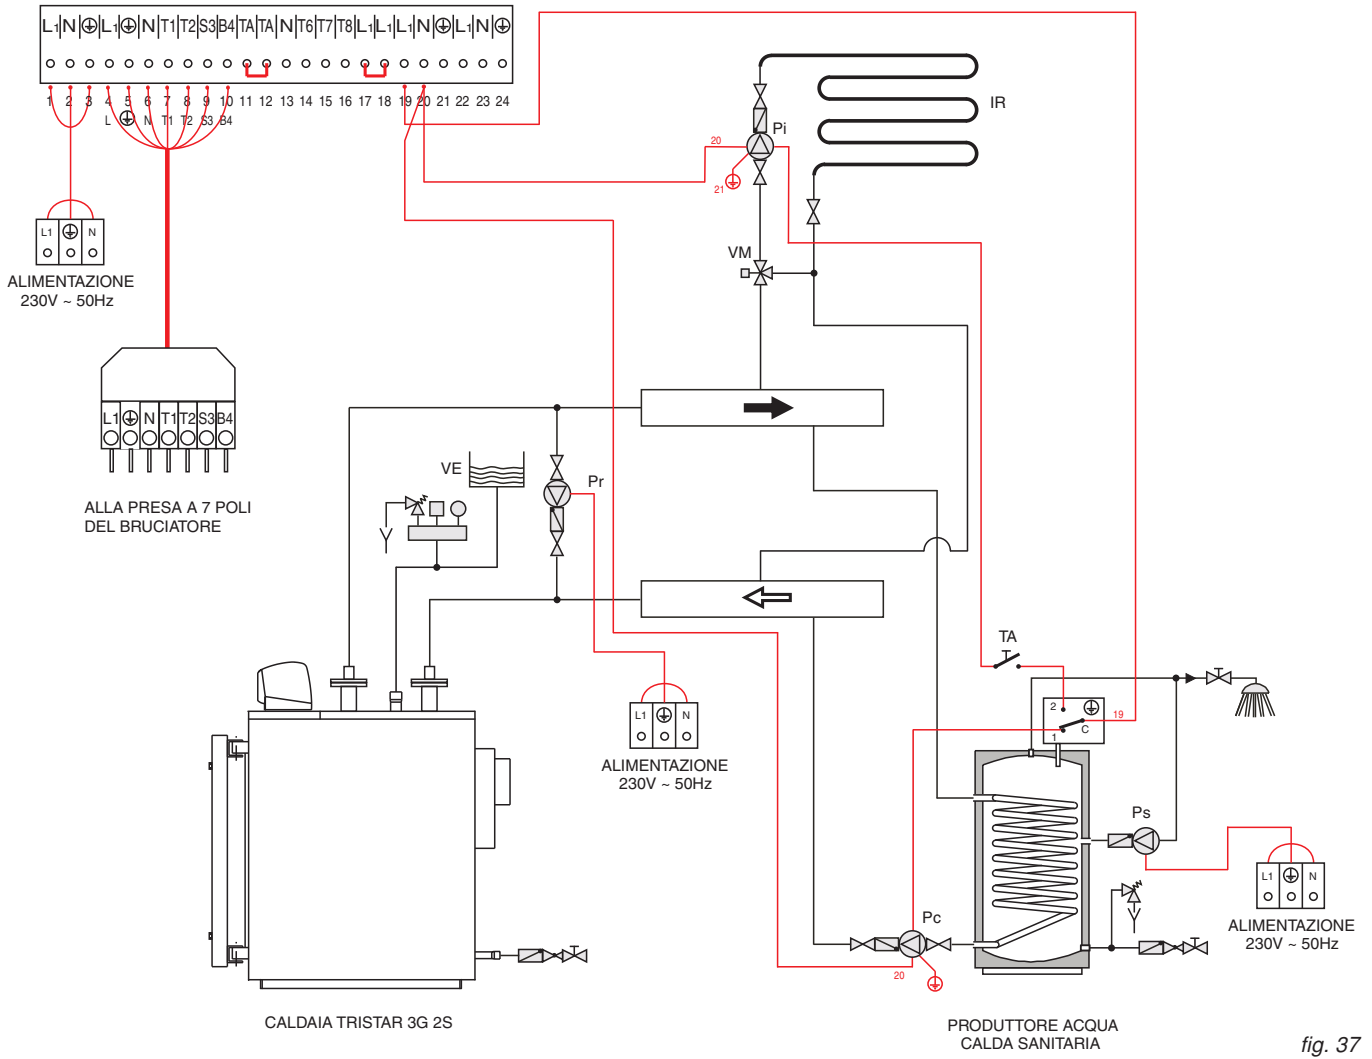 L1 N ⏚ L1 ⏚ N T1 T2 S3 B4 TA TA N T6 T7 T8 L1 L1 L1 N ⏚ L1 N ⏚
1 2 3 4 5 6 7 8 9 10 11 12 13 14 15 16 17 18 19 20 21 22 23 24
L ⏚ N T1 T2 S3 B4
IR
Pi
20
21
L1 ⏚ N
ALIMENTAZIONE
230V ~ 50Hz
VM
L1 ⏚ N T1 T2 S3 B4
ALLA PRESA A 7 POLI
DEL BRUCIATORE
VE
Pr
TA
L1 ⏚ N
ALIMENTAZIONE
230V ~ 50Hz
2 ⏚
1 C
19
Ps
L1 ⏚ N
ALIMENTAZIONE
230V ~ 50Hz
Pc
20
CALDAIA TRISTAR 3G 2S
PRODUTTORE ACQUA
CALDA SANITARIA
fig. 37